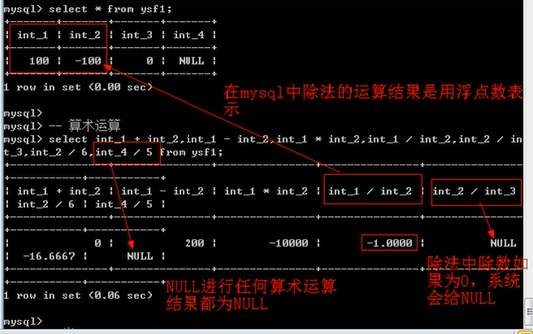 mysql> select * from ysf1;
| int_1 | int_2 | int_3 | int_4 |
| 100 | -100 | 0 | NULL |
1 row in set (0.00 sec)
mysql>
mysql> -- 算术运算
mysql> select int_1 + int_2,int_1 - int_2,int_1 * int_2,int_1 / int_2,int_2 / in
t_3,int_2 / 6,int_4 / 5 from ysf1;
| int_1 + int_2 | int_1 - int_2 | int_1 * int_2 | int_1 / int_2 | int_2 / int_3
| int_2 / 6 | int_4 / 5 |
| 0 | 200 | -10000 | -1.0000 | NULL
| -16.6667 | NULL |
1 row in set (0.06 sec)
mysql>
在mysql中除法的运算结果是用浮点数表
示
NULL进行任何算术运算
结果都为NULL
除法中除数如
果为0，系统
会给NULL